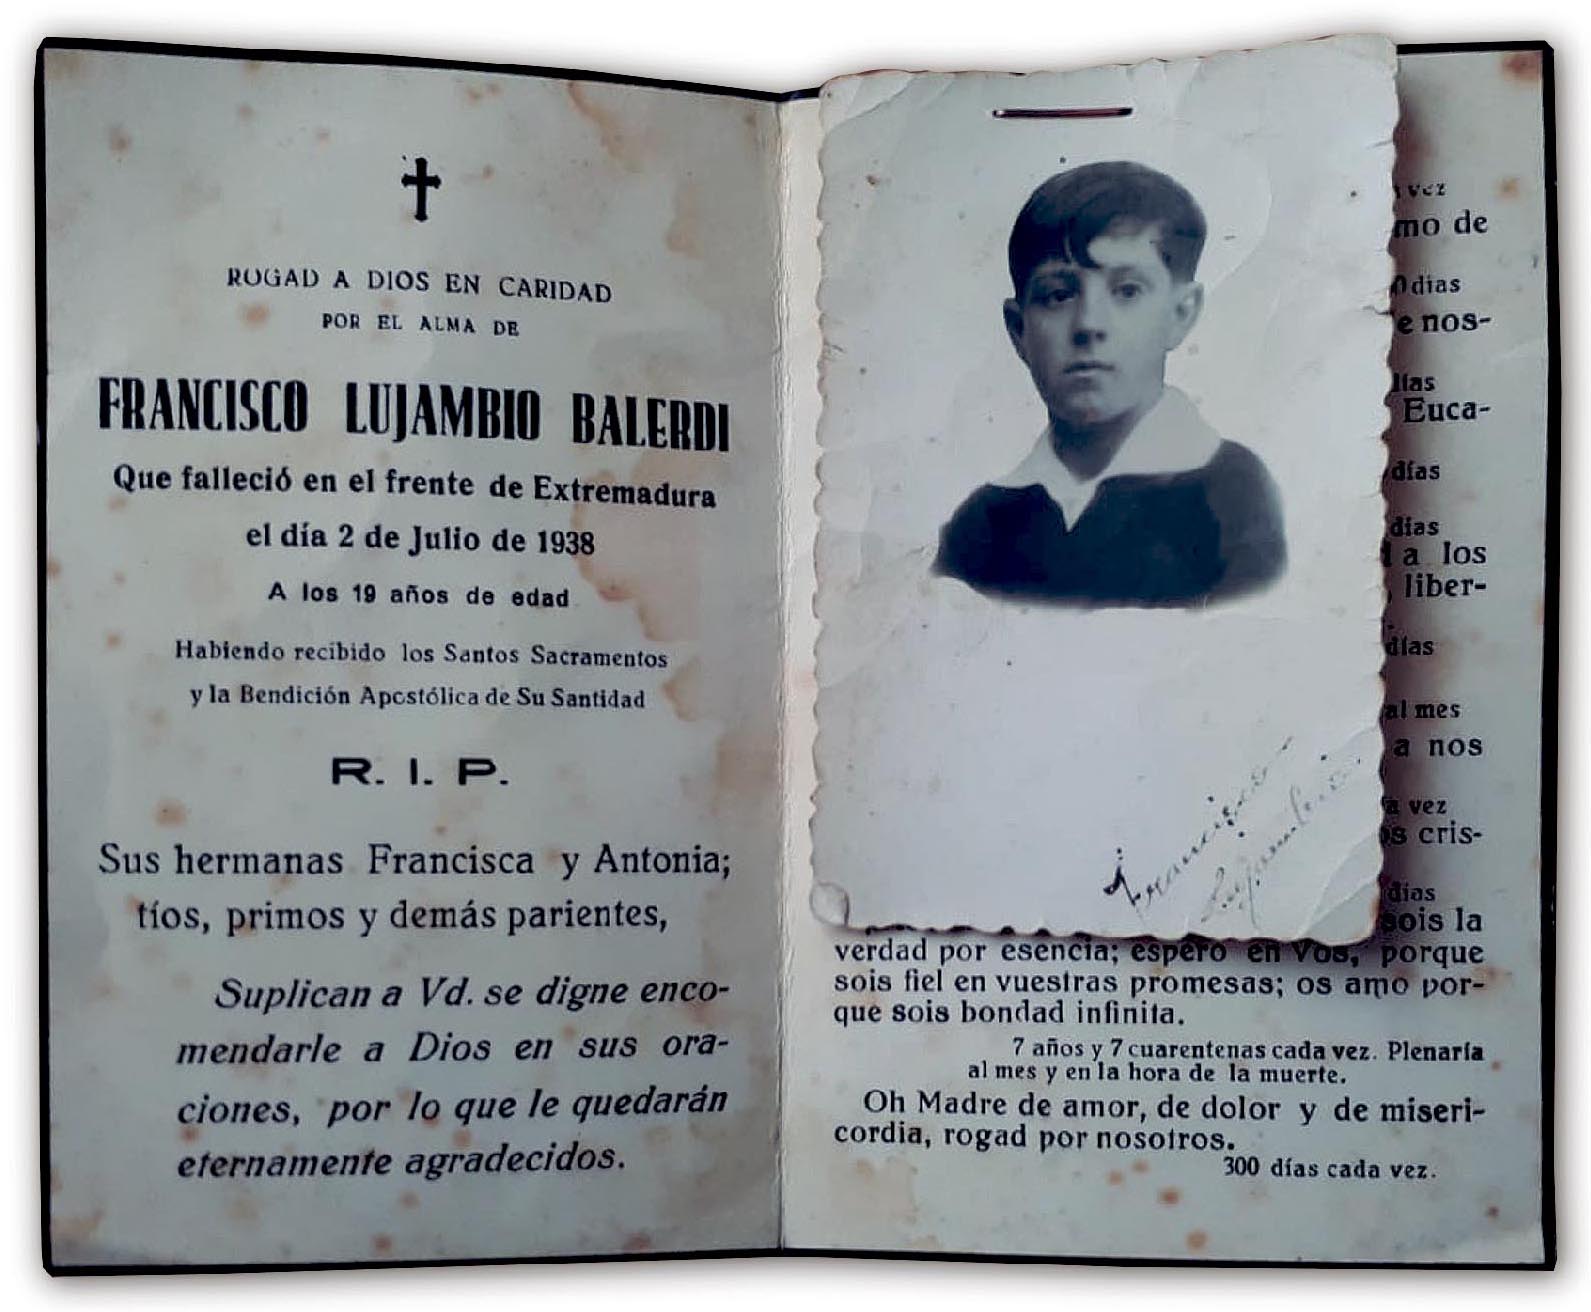 ROGAD A DIOS EN CARIDAD
POR EL ALMA DE
FRANCISCO LUJAMBIO BALERDI
Que falleció en el frente de Extremadura
el día 2 de Julio de 1938
A los 19 años de edad
Habiendo recibido los Santos Sacramentos
y la Bendición Apostólica de Su Santidad
R. I. P.
Sus hermanas Francisca y Antonia;
tíos, primos y demás parientes,
Suplican a Vd. se digne enco-
mendarle a Dios en sus ora-
ciones, por lo que le quedarán
eternamente agradecidos.
Francisco
Lujambio
vez
mo de
dias
e nos-
Euca-
días
días
a los
liber-
días
al mes
a nos
vez
cris-
días
sois la
verdad por esencia; espero en Vos, porque
sois fiel en vuestras promesas; os amo por-
que sois bondad infinita.
7 años y 7 cuarentenas cada vez. Plenaria
al mes y en la hora de la muerte.
Oh Madre de amor, de dolor y de miseri-
cordia, rogad por nosotros.
300 días cada vez.